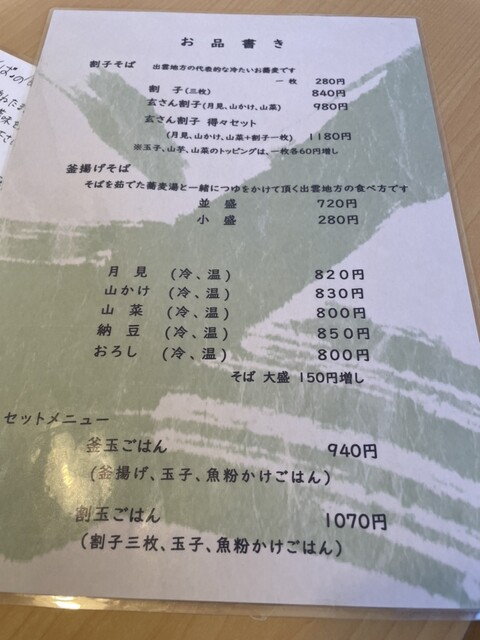 お品書き
割子そば 出雲地方の代表的な冷たいお蕎麦です
一枚 280円
割 子(三枚) 840円
玄さん割子(月見、山かけ、山菜) 980円
玄さん割子 得々セット
(月見、山かけ、山菜+割子一枚) 1180円
※玉子、山芋、山菜のトッピングは、一枚各60円増し
釜揚げそば
そばを茹でた蕎麦湯と一緒につゆをかけて頂く出雲地方の食べ方です
並 盛 720円
小 盛 280円
月 見 (冷、温) 820円
山かけ (冷、温) 830円
山 菜 (冷、温) 800円
納 豆 (冷、温) 850円
おろし (冷、温) 800円
そば 大盛 150円増し
セットメニュー
釜玉ごはん 940円
(釜揚げ、玉子、魚粉かけごはん)
割玉ごはん 1070円
(割子三枚、玉子、魚粉かけごはん)